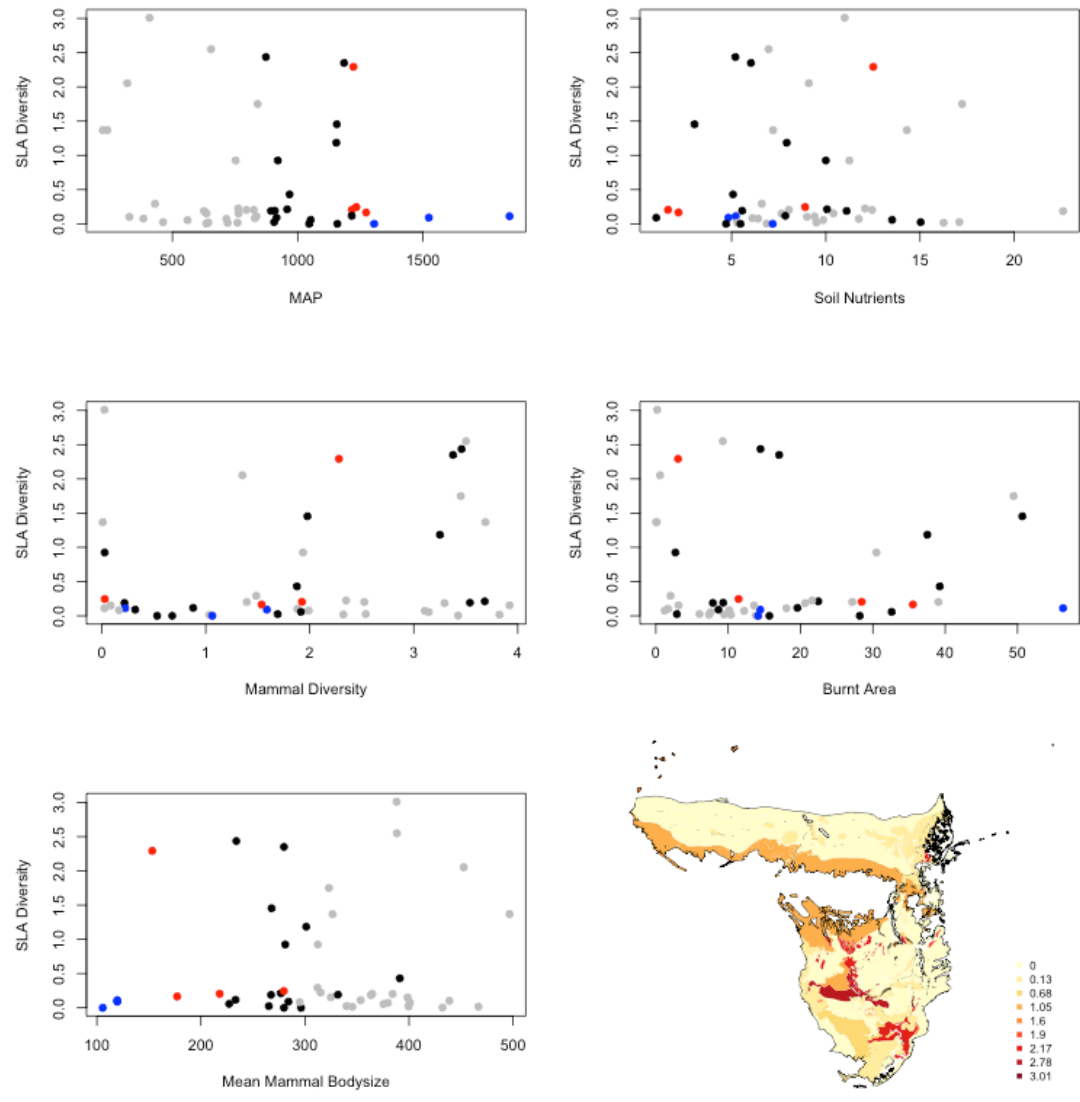 SLA Diversity
0.0 0.5 1.0 1.5 2.0 2.5 3.0
500 1000 1500
MAP
SLA Diversity
0.0 0.5 1.0 1.5 2.0 2.5 3.0
5 10 15 20
Soil Nutrients
SLA Diversity
0.0 0.5 1.0 1.5 2.0 2.5 3.0
0 1 2 3 4
Mammal Diversity
SLA Diversity
0.0 0.5 1.0 1.5 2.0 2.5 3.0
0 10 20 30 40 50
Burnt Area
SLA Diversity
0.0 0.5 1.0 1.5 2.0 2.5 3.0
100 200 300 400 500
Mean Mammal Bodysize
0
0.13
0.68
1.05
1.6
1.9
2.17
2.78
3.01